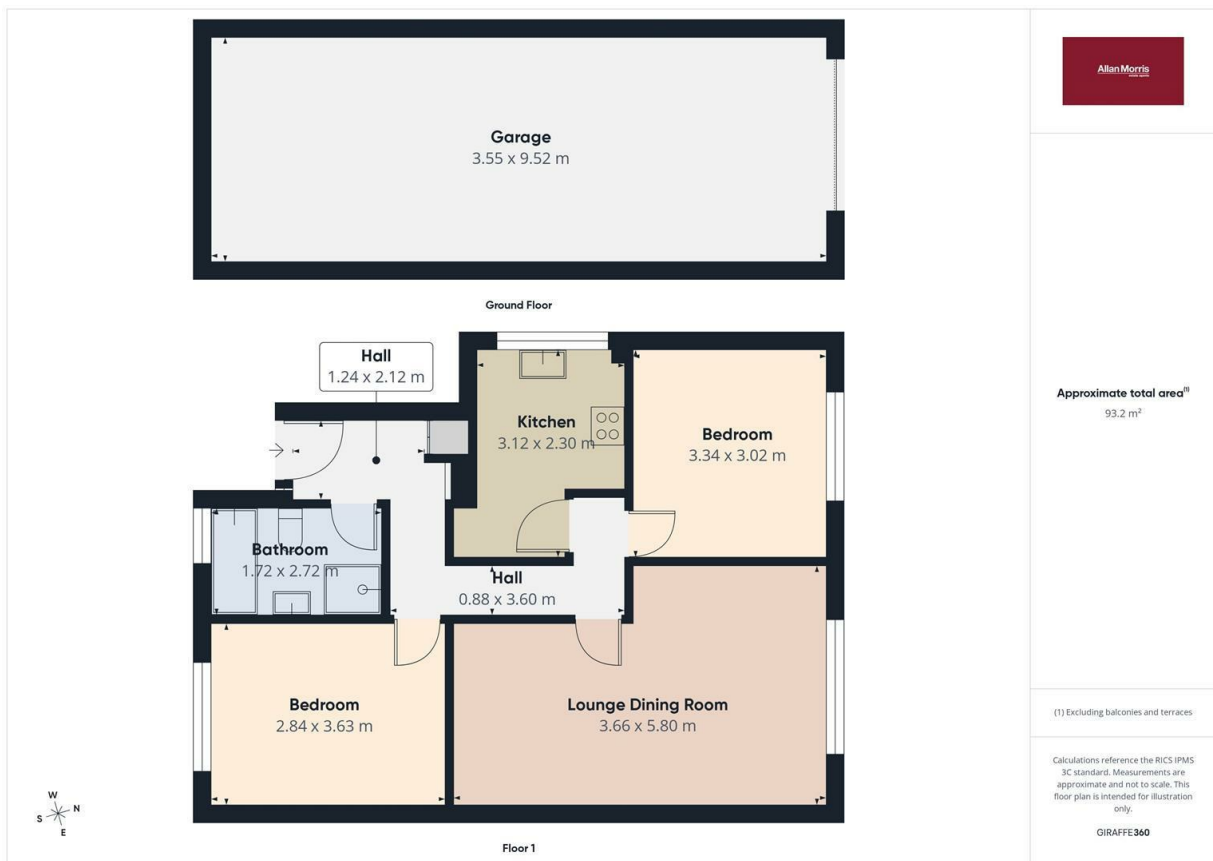 Garage
3.55 x 9.52 m
Ground Floor
Hall
1.24 x 2.12 m
Kitchen
3.12 x 2.30 m
Bedroom
3.34 x 3.02 m
Bathroom
1.72 x 2.72 m
Hall
0.88 x 3.60 m
Bedroom
2.84 x 3.63 m
Lounge Dining Room
3.66 x 5.80 m
W
N
S
E
Floor 1
Allan Morris
Approximate total area⁽¹⁾
93.2 m²
(1) Excluding balconies and terraces
Calculations reference the RICS IPMS
3C standard. Measurements are
approximate and not to scale. This
floor plan is intended for illustration
only.
GIRAFFE360